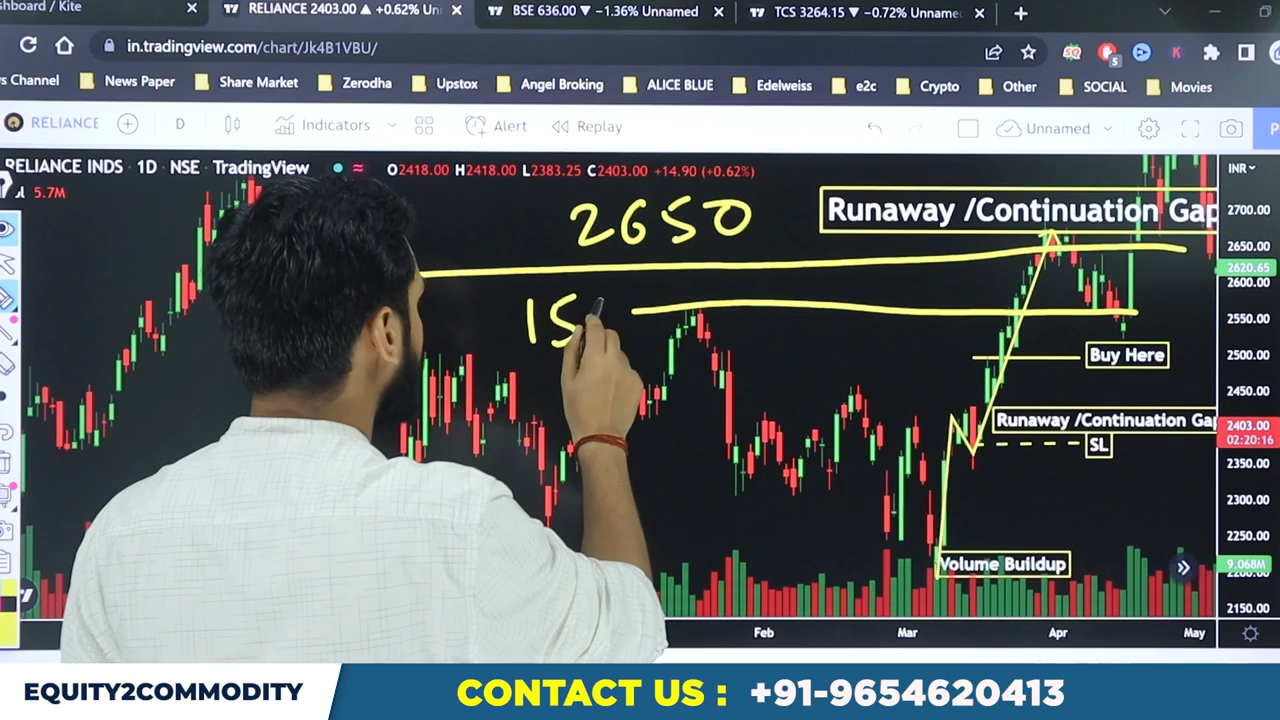 shboard / Kite
RELIANCE 2403.00 ▲ +0.62% Un
BSE 636.00 ▼ −1.36% Unnamed
TCS 3264.15 ▼ −0.72% Unname
in.tradingview.com/chart/Jk4B1VBU/
s Channel
News Paper
Share Market
Zerodha
Upstox
Angel Broking
ALICE BLUE
Edelweiss
e2c
Crypto
Other
SOCIAL
Movies
RELIANCE
D
Indicators
Alert
Replay
Unnamed
P
RELIANCE INDS · 1D · NSE · TradingView
O2418.00 H2418.00 L2383.25 C2403.00 +14.90 (+0.62%)
INR
5.7M
2650
Runaway /Continuation Gap
2700.00
2650.00
2620.65
2600.00
15
2550.00
2500.00
Buy Here
2450.00
Runaway /Continuation Gap
2403.00
02:20:16
SL
2350.00
2300.00
2250.00
Volume Buildup
9.068M
2150.00
Feb
Mar
Apr
May
EQUITY2COMMODITY
CONTACT US : +91-9654620413